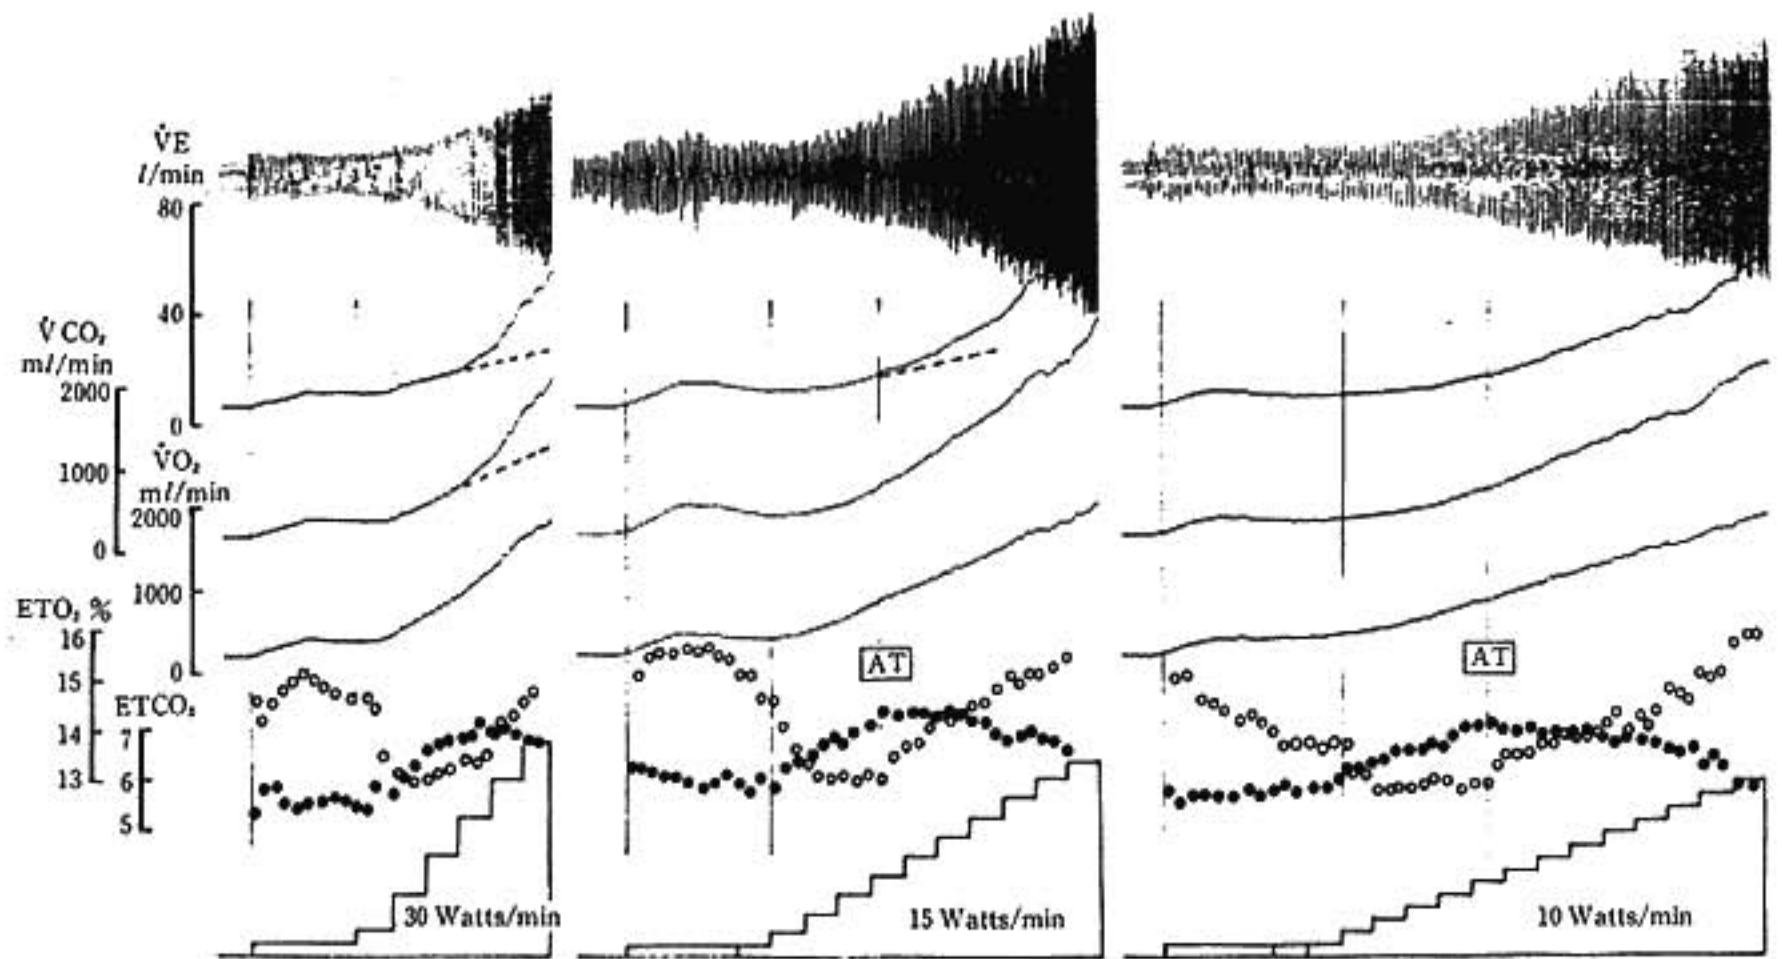 V̇E
l/min
80
40
0
V̇CO₂
ml/min
2000
1000
0
V̇O₂
ml/min
2000
1000
0
ETO₂ %
16
15
14
13
ETCO₂
7
6
5
AT
AT
30 Watts/min
15 Watts/min
10 Watts/min